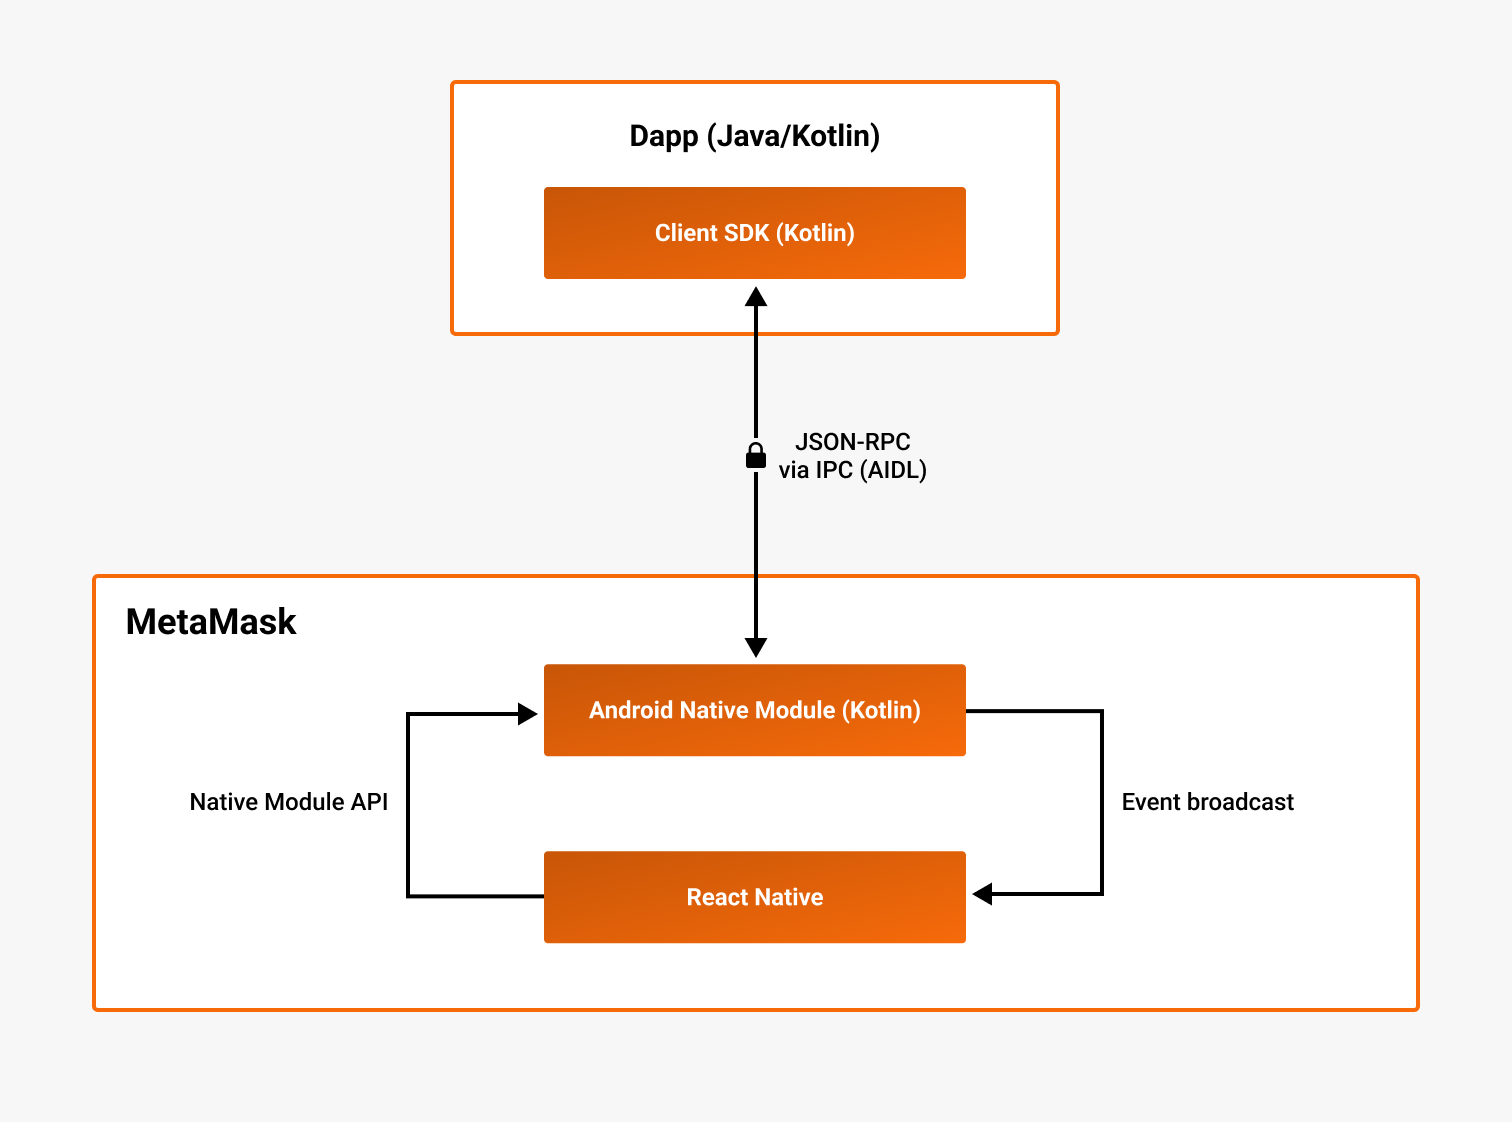 Dapp (Java/Kotlin)
Client SDK (Kotlin)
JSON-RPC
via IPC (AIDL)
MetaMask
Android Native Module (Kotlin)
Native Module API
Event broadcast
React Native